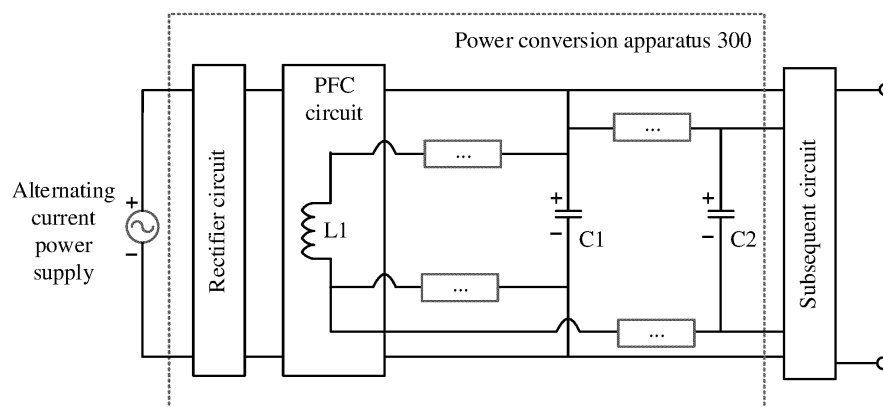 Power conversion apparatus 300
PFC
circuit
...
...
Alternating
current
power
supply
+
−
Rectifier circuit
L1
+
−
C1
+
−
C2
Subsequent circuit
...
...